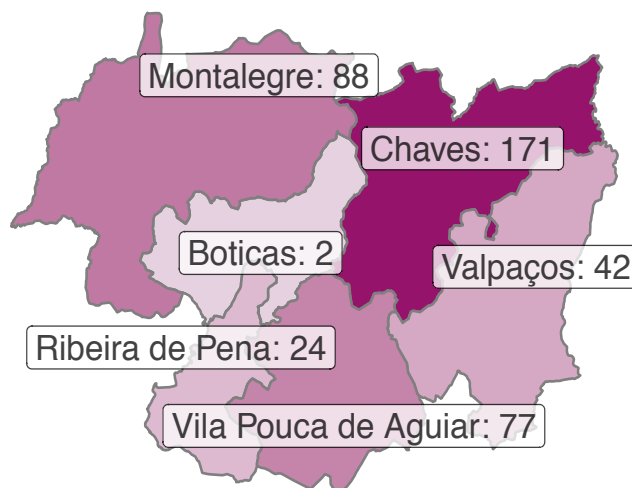 Montalegre: 88
Chaves: 171
Boticas: 2
Valpaços: 42
Ribeira de Pena: 24
Vila Pouca de Aguiar: 77